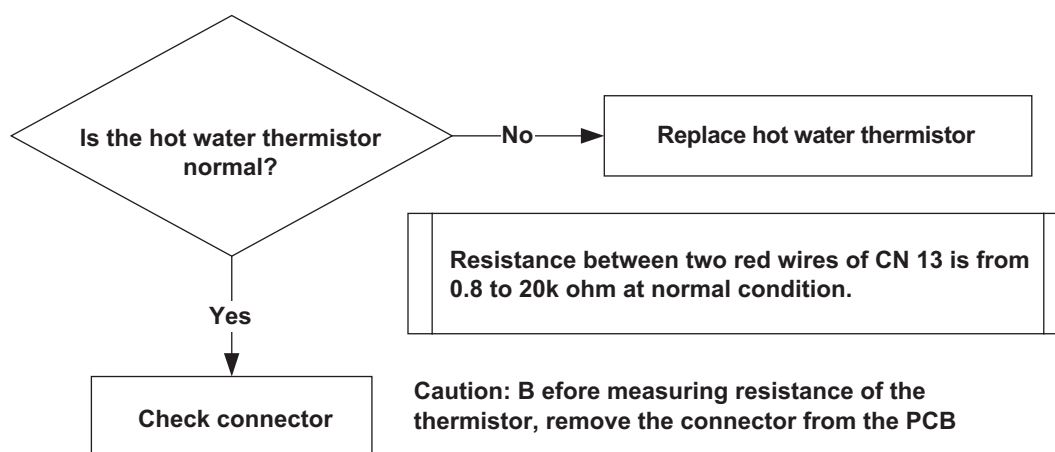 Is the hot water thermistor
normal?
No
Replace hot water thermistor
Resistance between two red wires of CN 13 is from
0.8 to 20k ohm at normal condition.
Yes
Check connector
Caution: B efore measuring resistance of the
thermistor, remove the connector from the PCB